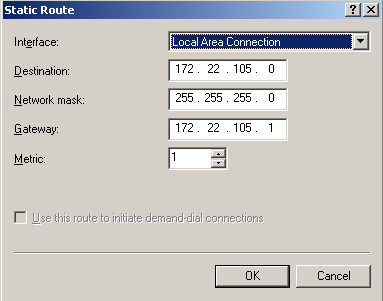 Static Route
Interface: Local Area Connection
Destination: 172 . 22 . 105 . 0
Network mask: 255 . 255 . 255 . 0
Gateway: 172 . 22 . 105 . 1
Metric: 1
Use this route to initiate demand-dial connections
OK Cancel